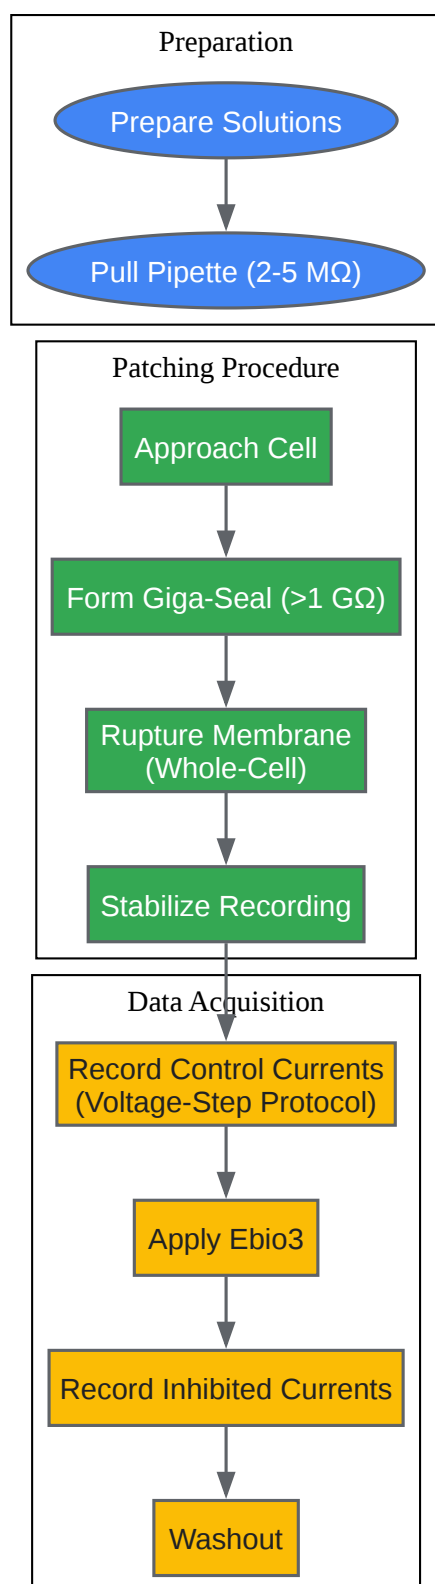 Preparation
Prepare Solutions
Pull Pipette (2-5 MΩ)
Patching Procedure
Approach Cell
Form Giga-Seal (>1 GΩ)
Rupture Membrane
(Whole-Cell)
Stabilize Recording
Data Acquisition
Record Control Currents
(Voltage-Step Protocol)
Apply Ebio3
Record Inhibited Currents
Washout